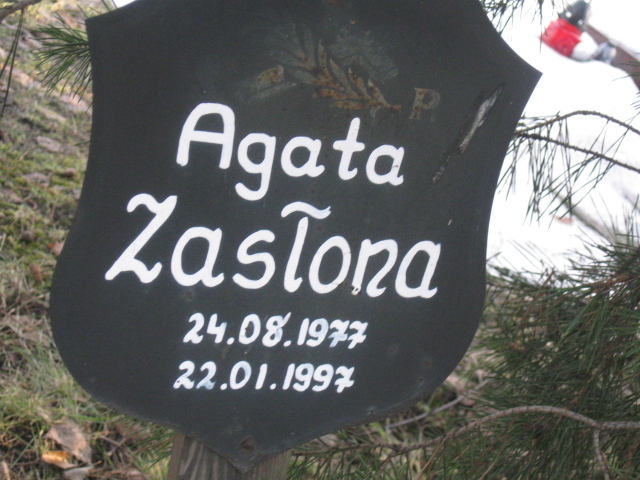 Ś P
Agata
Zasłona
24.08.1977
22.01.1997